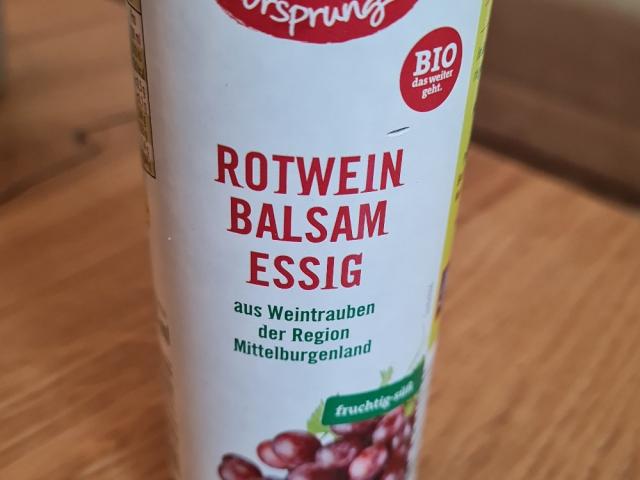 Ursprung
BIO
das weiter
geht.
ROTWEIN
BALSAM
ESSIG
aus Weintrauben
der Region
Mittelburgenland
fruchtig-süß